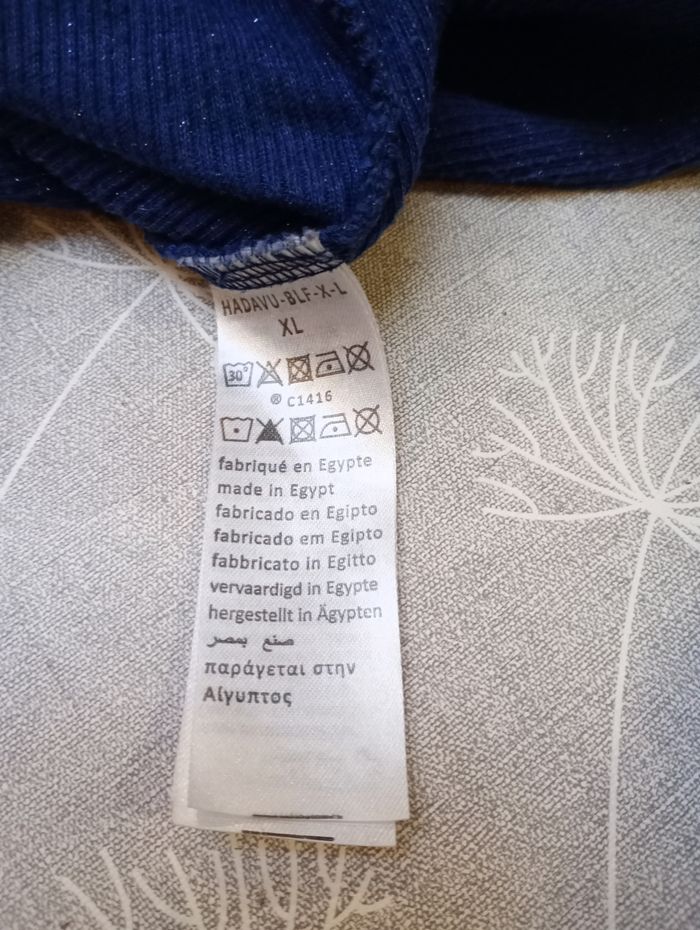 HADAVU-BLF-X-L
XL
30°
® C1416
fabriqué en Egypte
made in Egypt
fabricado en Egipto
fabricado em Egipto
fabbricato in Egitto
vervaardigd in Egypte
hergestellt in Ägypten
صنع بمصر
παράγεται στην
Αίγυπτος